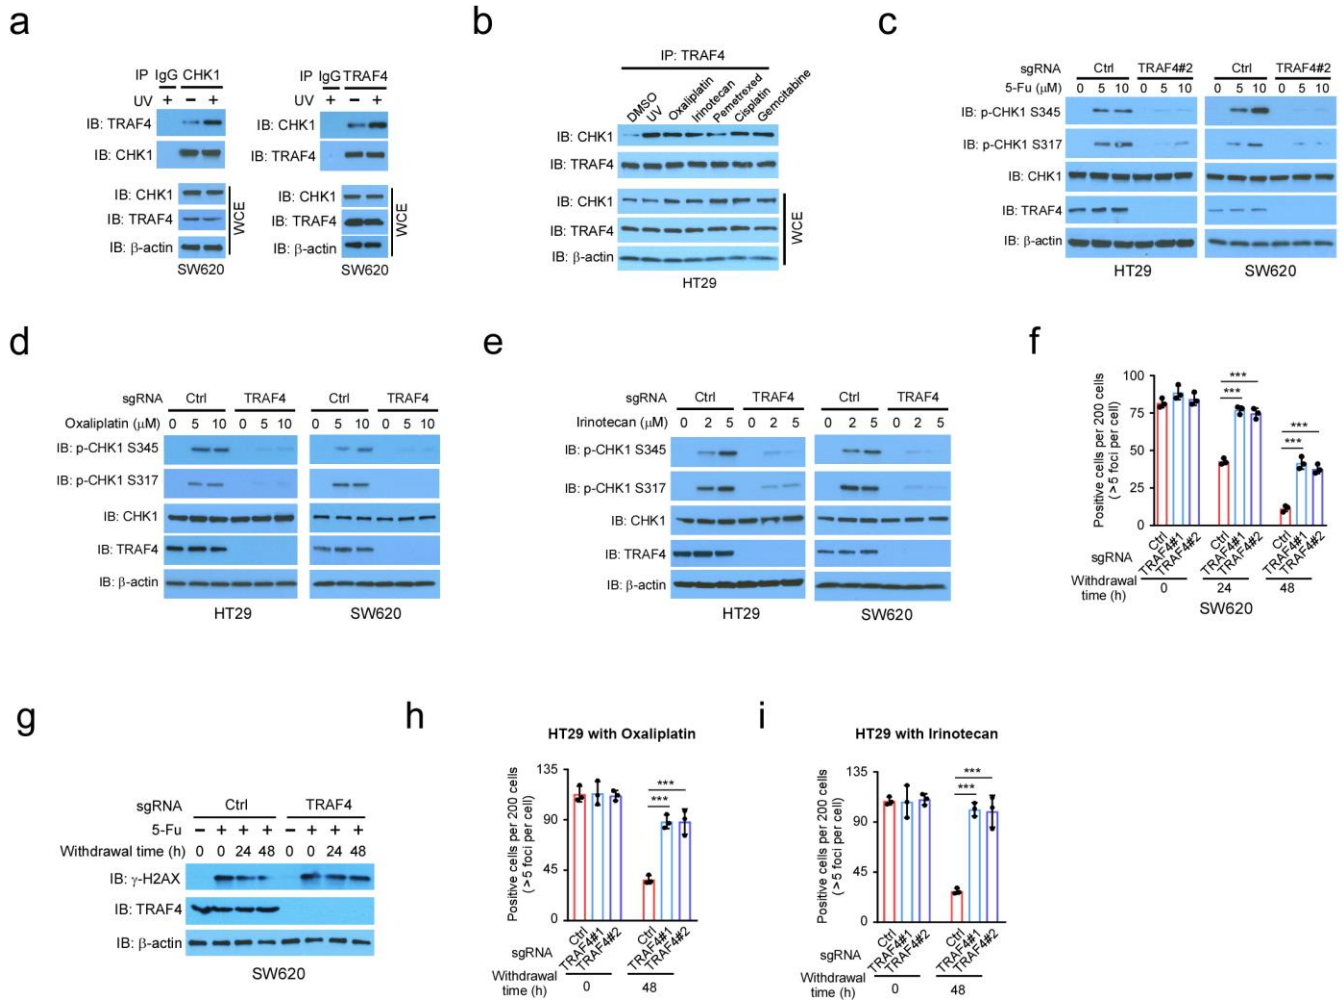 a
IP IgG CHK1
UV + − +
IB: TRAF4
IB: CHK1
IB: CHK1
IB: TRAF4
IB: β-actin
WCE
SW620
IP IgG TRAF4
UV + − +
IB: CHK1
IB: TRAF4
IB: CHK1
IB: TRAF4
IB: β-actin
WCE
SW620
b
IP: TRAF4
DMSO UV Oxaliplatin Irinotecan Pemetrexed Cisplatin Gemcitabine
IB: CHK1
IB: TRAF4
IB: CHK1
IB: TRAF4
IB: β-actin
WCE
HT29
c
sgRNA Ctrl TRAF4#2 Ctrl TRAF4#2
5-Fu (μM) 0 5 10 0 5 10 0 5 10 0 5 10
IB: p-CHK1 S345
IB: p-CHK1 S317
IB: CHK1
IB: TRAF4
IB: β-actin
HT29 SW620
d
sgRNA Ctrl TRAF4 Ctrl TRAF4
Oxaliplatin (μM) 0 5 10 0 5 10 0 5 10 0 5 10
IB: p-CHK1 S345
IB: p-CHK1 S317
IB: CHK1
IB: TRAF4
IB: β-actin
HT29 SW620
e
sgRNA Ctrl TRAF4 Ctrl TRAF4
Irinotecan (μM) 0 2 5 0 2 5 0 2 5 0 2 5
IB: p-CHK1 S345
IB: p-CHK1 S317
IB: CHK1
IB: TRAF4
IB: β-actin
HT29 SW620
f
Positive cells per 200 cells
(>5 foci per cell)
100
75
50
25
0
*** *** *** ***
sgRNA Ctrl TRAF4#1 TRAF4#2 Ctrl TRAF4#1 TRAF4#2 Ctrl TRAF4#1 TRAF4#2
Withdrawal
time (h) 0 24 48
SW620
g
sgRNA Ctrl TRAF4
5-Fu − + + + − + + +
Withdrawal time (h) 0 0 24 48 0 0 24 48
IB: γ-H2AX
IB: TRAF4
IB: β-actin
SW620
h
HT29 with Oxaliplatin
Positive cells per 200 cells
(>5 foci per cell)
135
90
45
0
***
***
sgRNA Ctrl TRAF4#1 TRAF4#2 Ctrl TRAF4#1 TRAF4#2
Withdrawal
time (h) 0 48
i
HT29 with Irinotecan
Positive cells per 200 cells
(>5 foci per cell)
135
90
45
0
***
***
sgRNA Ctrl TRAF4#1 TRAF4#2 Ctrl TRAF4#1 TRAF4#2
Withdrawal
time (h) 0 48